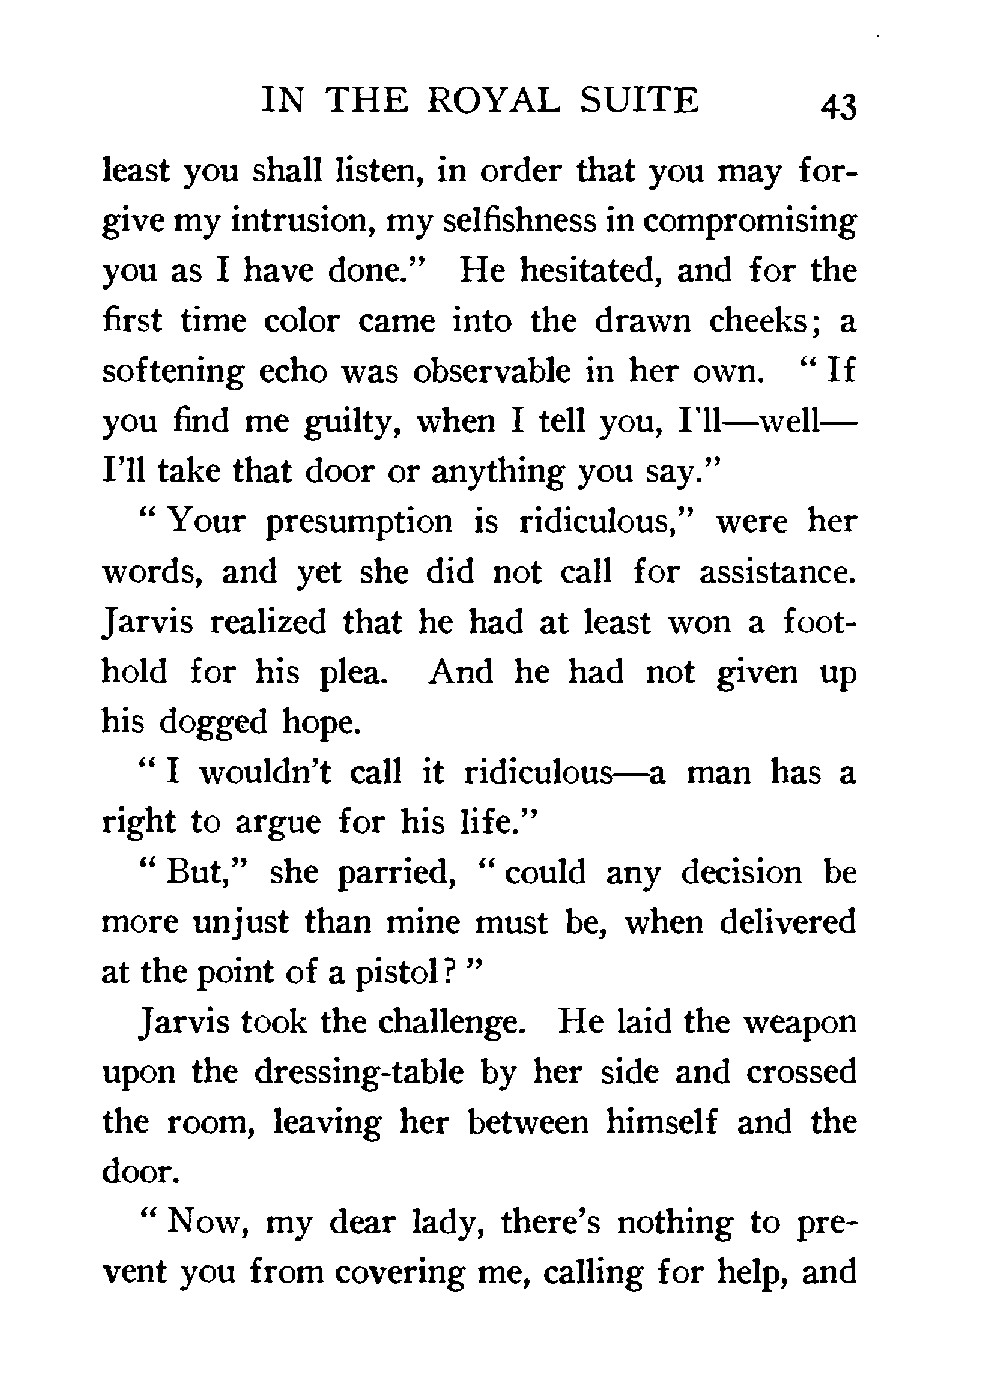 IN THE ROYAL SUITE 43
least you shall listen, in order that you may for-
give my intrusion, my selfishness in compromising
you as I have done.” He hesitated, and for the
first time color came into the drawn cheeks; a
softening echo was observable in her own. “ If
you find me guilty, when I tell you, I'll—well—
I’ll take that door or anything you say.”
“ Your presumption is ridiculous,” were her
words, and yet she did not call for assistance.
Jarvis realized that he had at least won a foot-
hold for his plea. And he had not given up
his dogged hope.
“ I wouldn’t call it ridiculous—a man has a
right to argue for his life.”
“ But,” she parried, “ could any decision be
more unjust than mine must be, when delivered
at the point of a pistol? ”
Jarvis took the challenge. He laid the weapon
upon the dressing-table by her side and crossed
the room, leaving her between himself and the
door.
“ Now, my dear lady, there’s nothing to pre-
vent you from covering me, calling for help, and